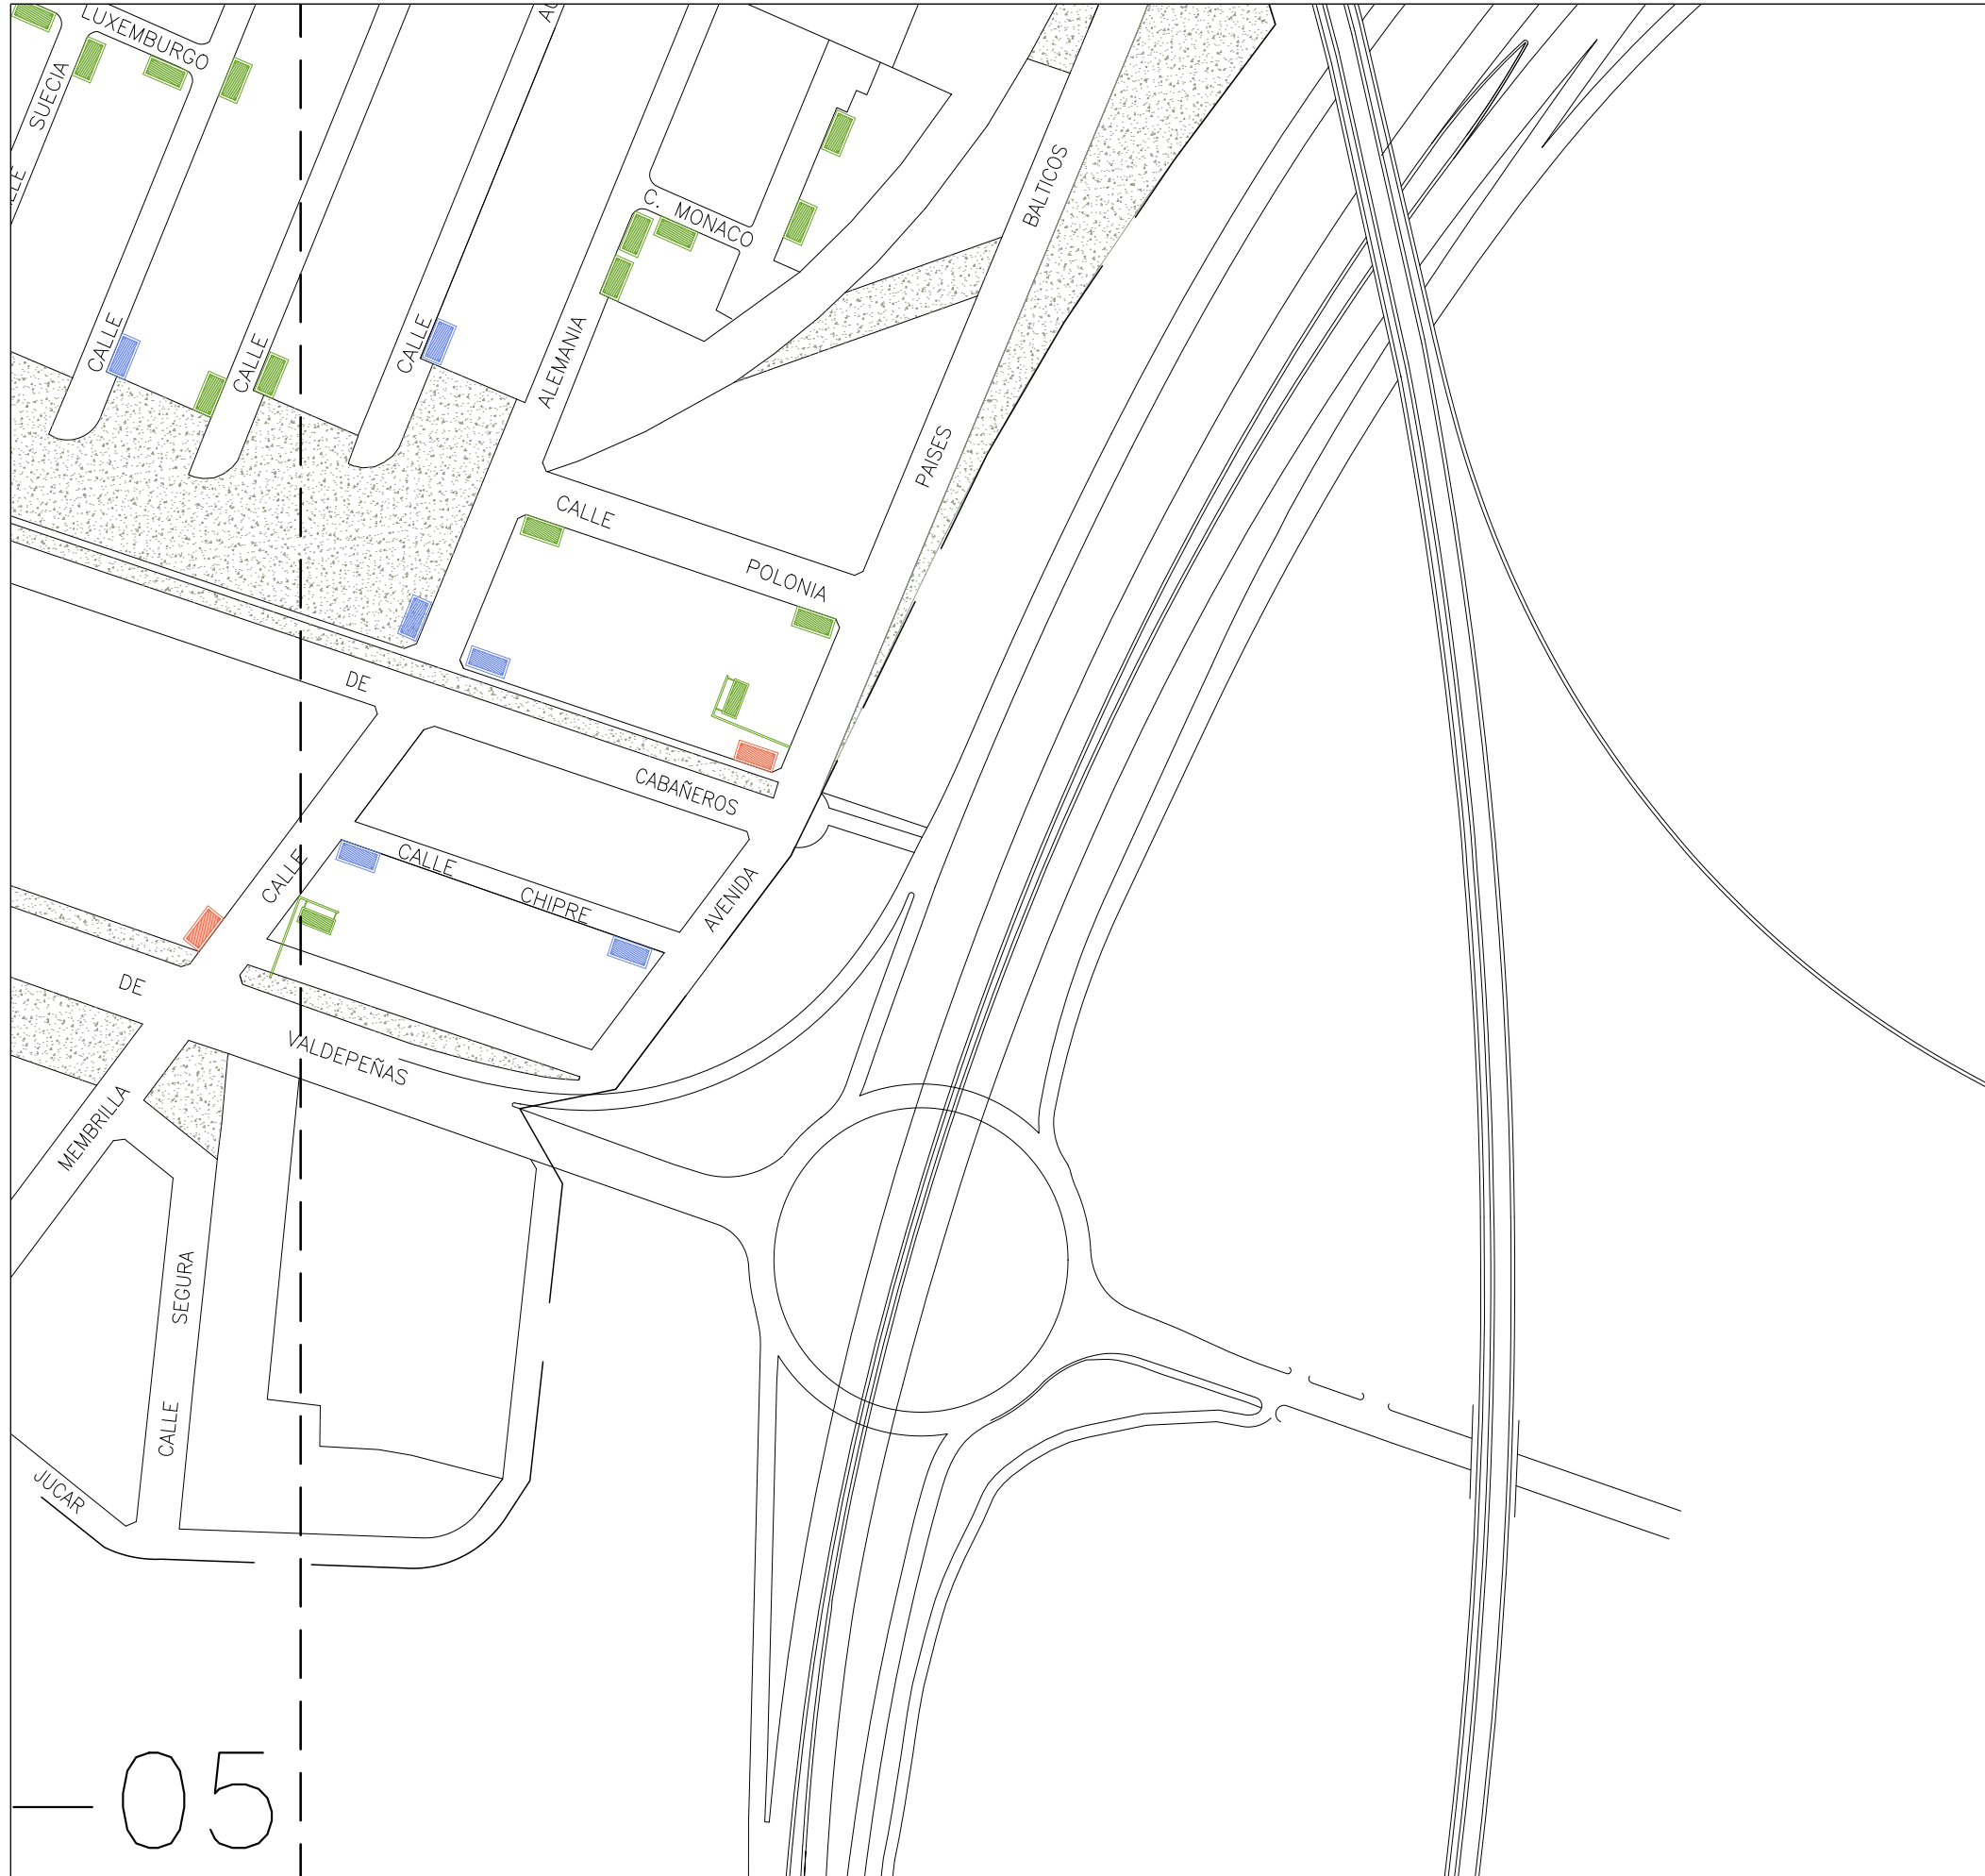 LUXEMBURGO
SUECIA
C. MONACO
BALTICOS
CALLE
CALLE
CALLE
ALEMANIA
PAISES
CALLE
POLONIA
DE
CABAÑEROS
CALLE
CALLE
CHIPRE
AVENIDA
DE
VALDEPEÑAS
MEMBRILLA
SEGURA
CALLE
JUCAR
05